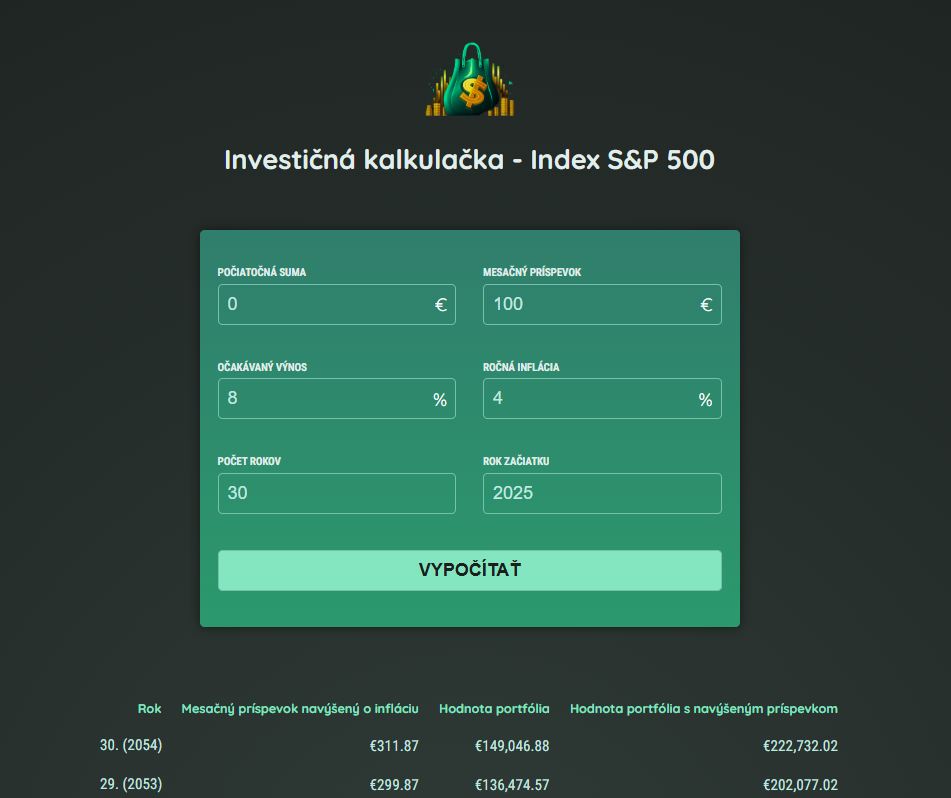 $
Investičná kalkulačka - Index S&P 500
POČIATOČNÁ SUMA
MESAČNÝ PRÍSPEVOK
0 €
100 €
OČAKÁVANÝ VÝNOS
ROČNÁ INFLÁCIA
8 %
4 %
POČET ROKOV
ROK ZAČIATKU
30
2025
VYPOČÍTAŤ
Rok Mesačný príspevok navýšený o infláciu Hodnota portfólia Hodnota portfólia s navýšeným príspevkom
30. (2054) €311.87 €149,046.88 €222,732.02
29. (2053) €299.87 €136,474.57 €202,077.02